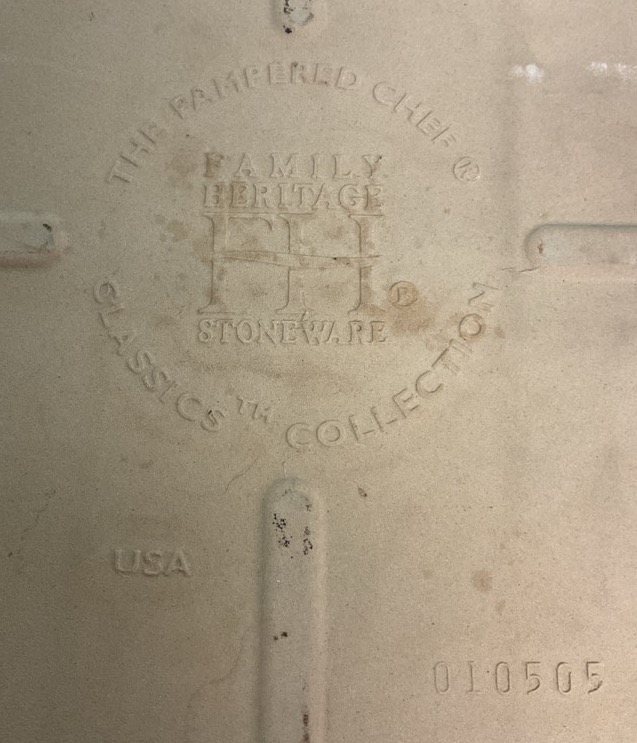 THE PAMPERED CHEF ®
FAMILY
HERITAGE
FH ®
STONEWARE
CLASSICS ™ COLLECTION
USA
010505